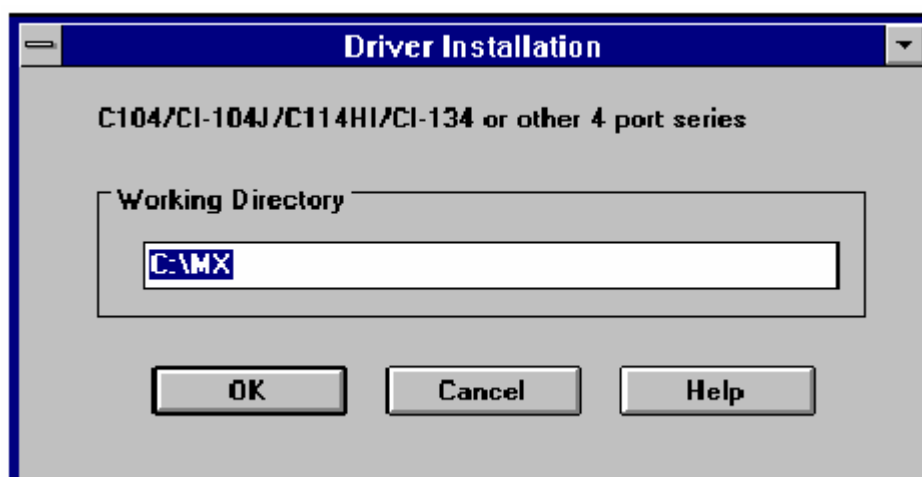 Driver Installation
C104/CI-104J/C114HI/CI-134 or other 4 port series
Working Directory
C:\MX
OK Cancel Help